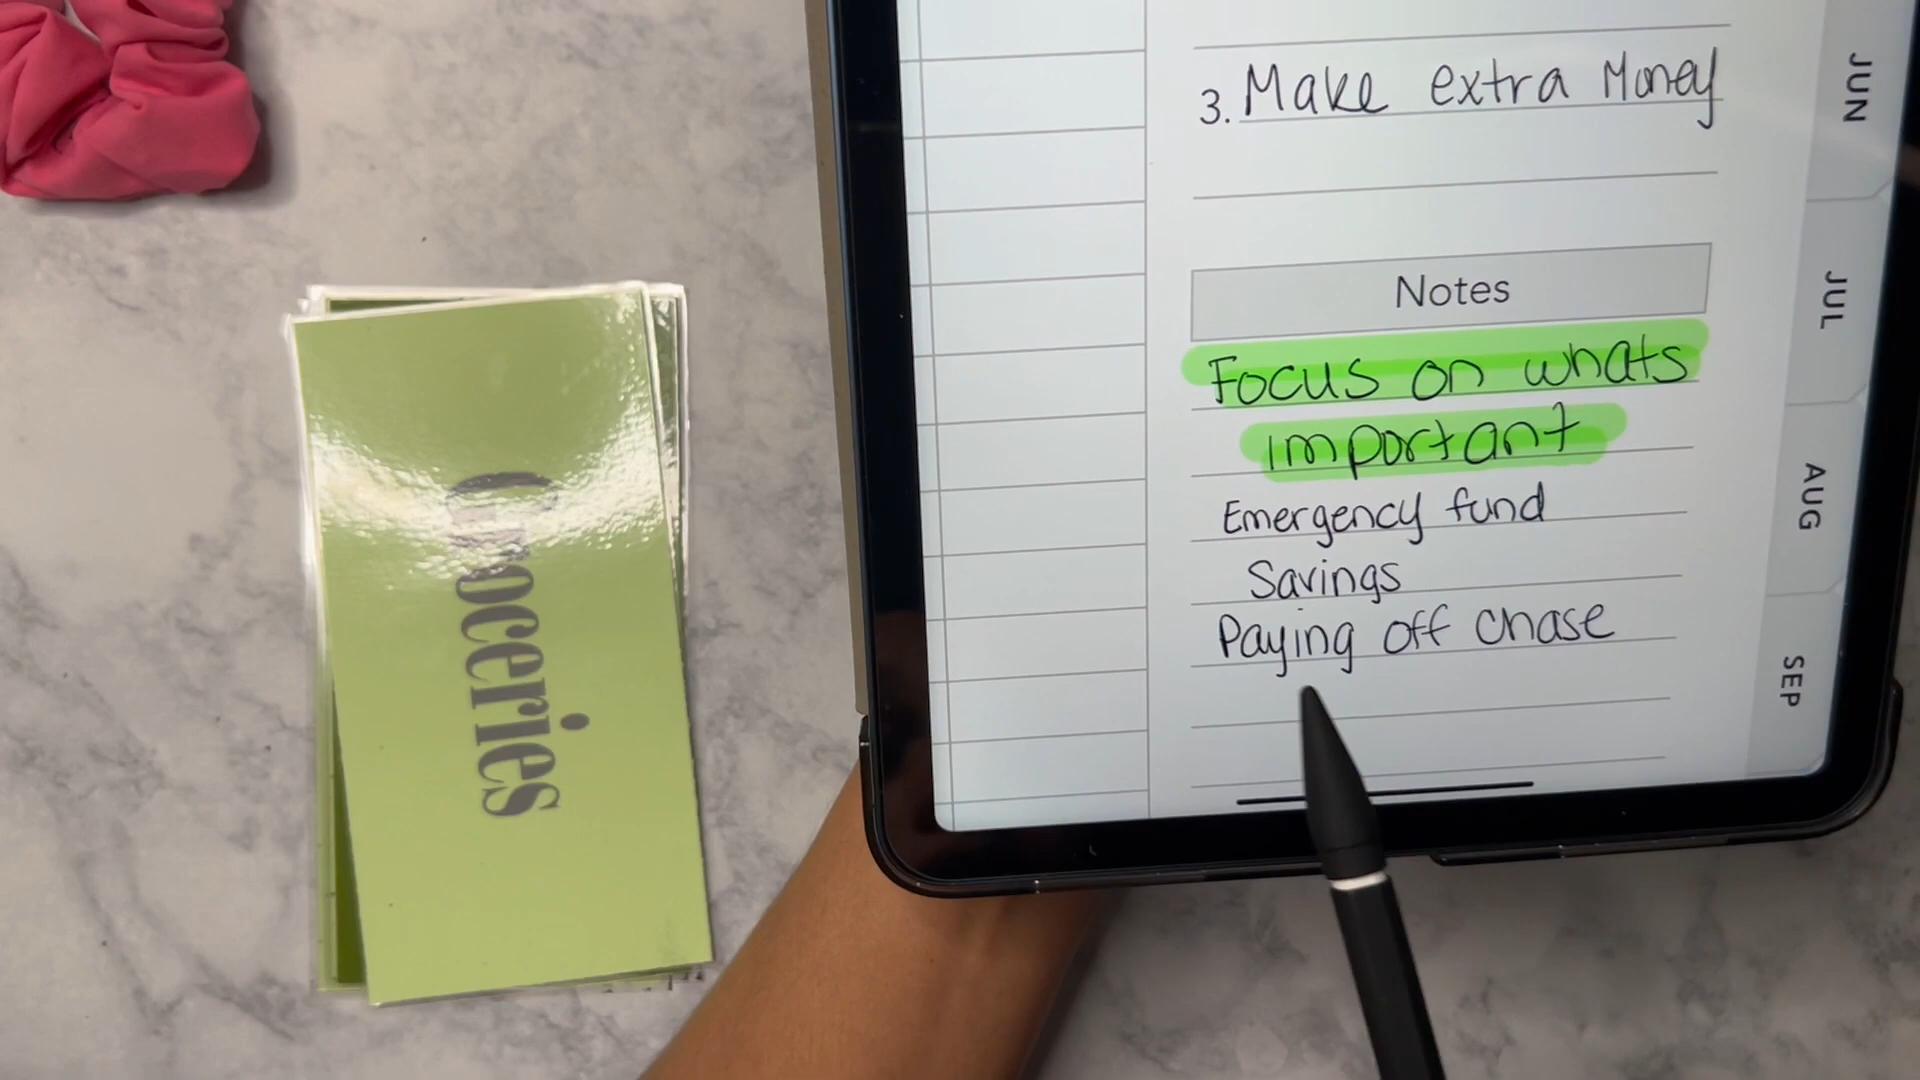 Groceries
3. Make extra Money
Notes
Focus on whats
important
Emergency fund
Savings
Paying off chase
JUN
JUL
AUG
SEP